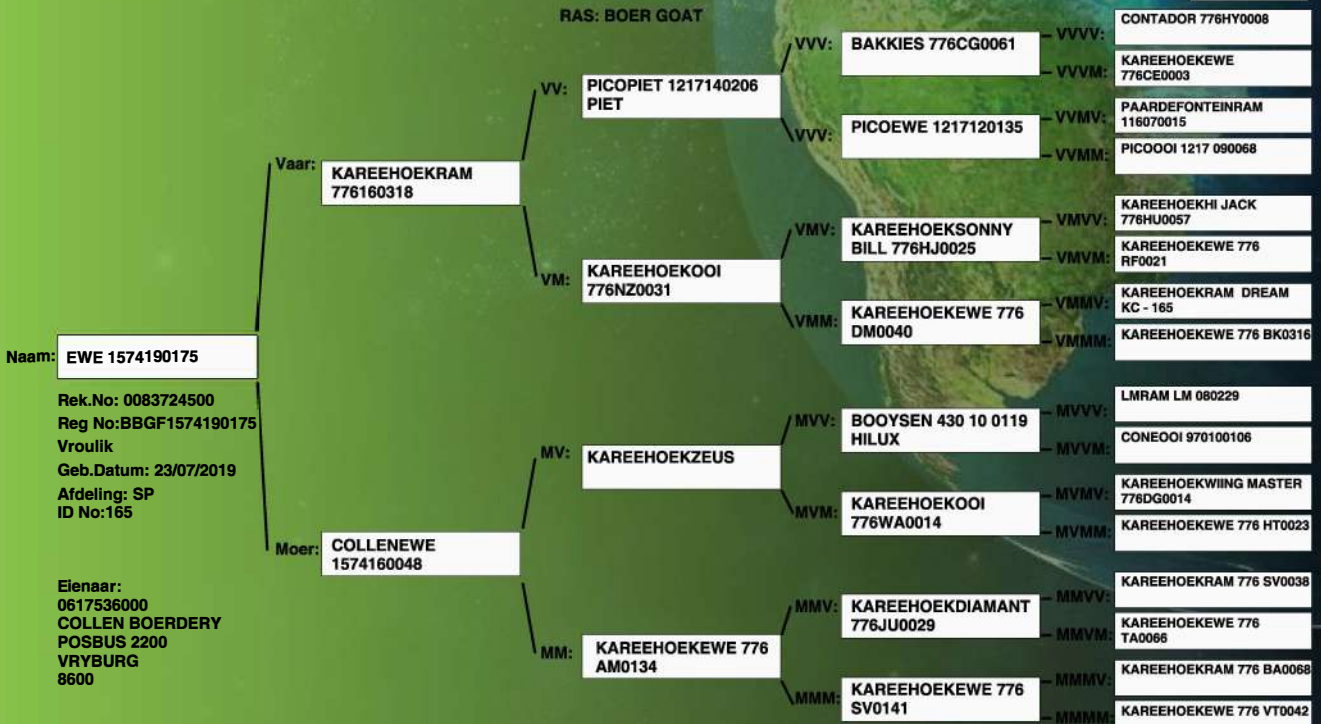 RAS: BOER GOAT
Naam:
EWE 1574190175
Rek.No: 0083724500
Reg No:BBGF1574190175
Vroulik
Geb.Datum: 23/07/2019
Afdeling: SP
ID No:165
Eienaar:
0617536000
COLLEN BOERDERY
POSBUS 2200
VRYBURG
8600
Vaar:
KAREEHOEKRAM
776160318
Moer:
COLLENEWE
1574160048
VV:
PICOPIET 1217140206
PIET
VM:
KAREEHOEKOOI
776NZ0031
MV:
KAREEHOEKZEUS
MM:
KAREEHOEKEWE 776
AM0134
VVV:
BAKKIES 776CG0061
VVV:
PICOEWE 1217120135
VMV:
KAREEHOEKSONNY
BILL 776HJ0025
VMM:
KAREEHOEKEWE 776
DM0040
MVV:
BOOYSEN 430 10 0119
HILUX
MVM:
KAREEHOEKOOI
776WA0014
MMV:
KAREEHOEKDIAMANT
776JU0029
MMM:
KAREEHOEKEWE 776
SV0141
VVVV:
CONTADOR 776HY0008
VVVM:
KAREEHOEKEWE
776CE0003
VVMV:
PAARDEFONTEINRAM
116070015
VVMM:
PICOOOI 1217 090068
VMVV:
KAREEHOEKHI JACK
776HU0057
VMVM:
KAREEHOEKEWE 776
RF0021
VMMV:
KAREEHOEKRAM DREAM
KC - 165
VMMM:
KAREEHOEKEWE 776 BK0316
MVVV:
LMRAM LM 080229
MVVM:
CONEOOI 970100106
MVMV:
KAREEHOEKWIING MASTER
776DG0014
MVMM:
KAREEHOEKEWE 776 HT0023
MMVV:
KAREEHOEKRAM 776 SV0038
MMVM:
KAREEHOEKEWE 776
TA0066
MMMV:
KAREEHOEKRAM 776 BA0068
MMMM:
KAREEHOEKEWE 776 VT0042